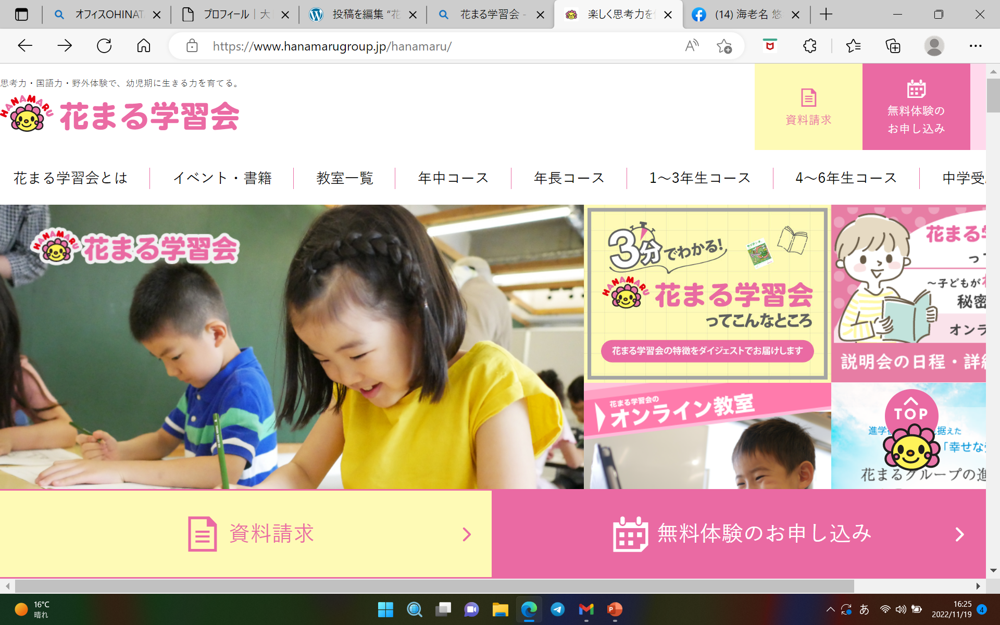 オフィスOHINAT
プロフィール｜大
投稿を編集 “花
花まる学習会 -
楽しく思考力を
(14) 海老名 悠
https://www.hanamarugroup.jp/hanamaru/
思考力・国語力・野外体験で、幼児期に生きる力を育てる。
HANAMARU
花まる学習会
資料請求
無料体験の
お申し込み
花まる学習会とは
イベント・書籍
教室一覧
年中コース
年長コース
1〜3年生コース
4〜6年生コース
中学受
HANAMARU
花まる学習会
3分でわかる!
HANAMARU
花まる学習会
ってこんなところ
花まる学習会の特徴をダイジェストでお届けします
花まる学
って
〜子どもが花
秘密
オンラ
説明会の日程・詳細
花まる学習会の
オンライン教室
TOP
進学
据えた
「幸せな
花まるグループの進
資料請求
無料体験のお申し込み
16°C
晴れ
あ
16:25
2022/11/19
4